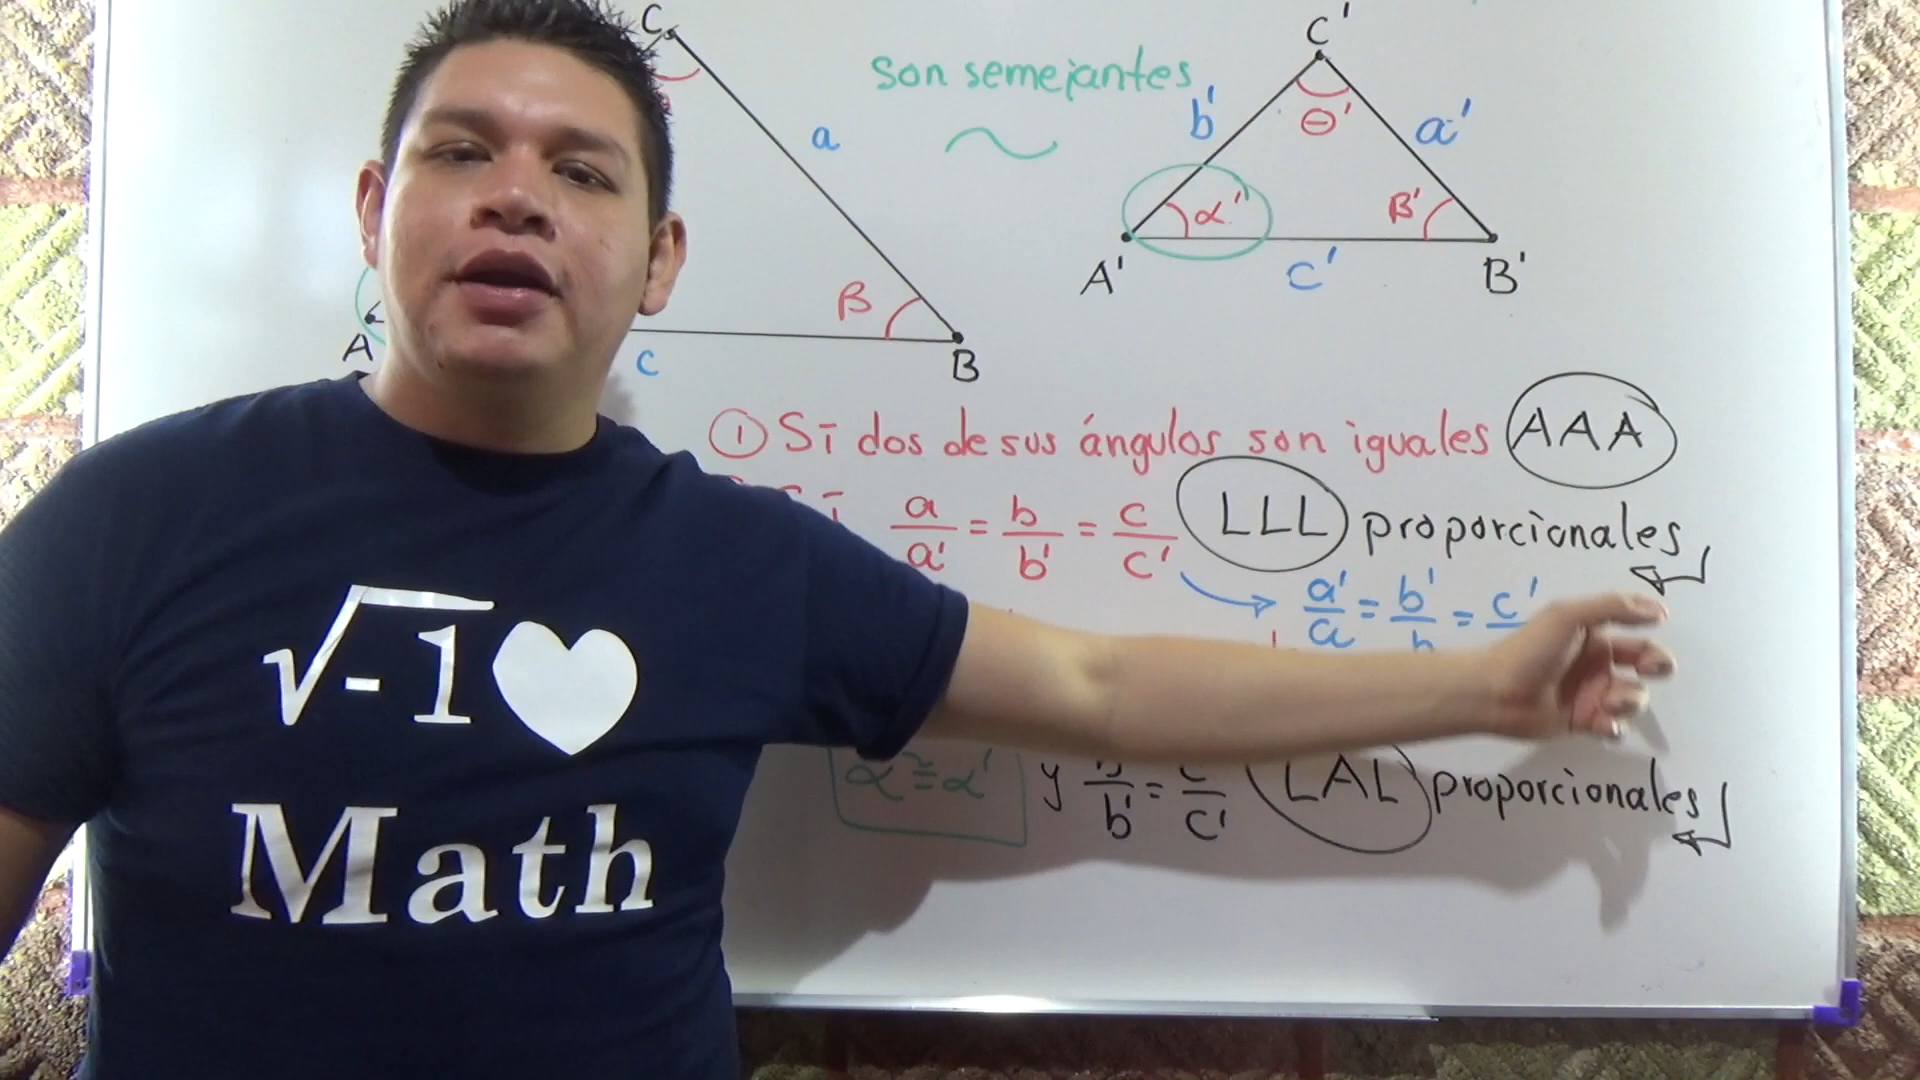 C
C'
Son semejantes
~
b'
Θ'
a'
a
α''
β'
A'
c'
B'
β
A
c
B
① Sī dos de sus ángulos son iguales AAA
a/a' = b/b' = c/c' LLL proporcionales
a'/a = b'/b = c'
√-1 ♥
Math
α ≅ α' y b/b' = c/c' LAL proporcionales